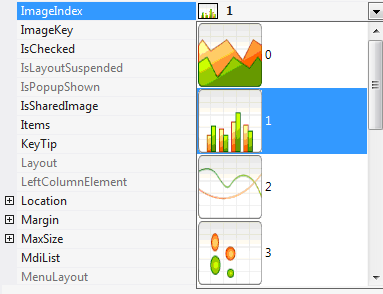 ImageIndex 1
ImageKey
IsChecked 0
IsLayoutSuspended
IsPopupShown
IsSharedImage
Items 1
KeyTip
Layout
LeftColumnElement 2
Location
Margin
MaxSize
MdiList 3
MenuLayout